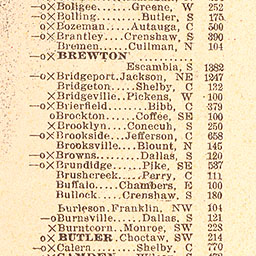 —o×Boligee......Greene, W 252
o×Bolling........Butler, S 175
o×Bozeman.....Autauga, C 500
—o×Brantley...Crenshaw, S 390
Bremen......Cullman, N 104
—o×BREWTON
Escambia, S 1382
—o×Bridgeport.Jackson, NE 1247
Bridgeton.....Shelby, C 132
×Bridgeville..Pickens, W 100
—o×Brierfield......Bibb, C 379
oBrockton......Coffee, SE 100
×Brooklyn....Conecuh, S 250
—o×Brookside...Jefferson, C 658
Brooksville....Blount, N 145
—o×Browns........Dallas, S 120
—o×Brundidge.....Pike, SE 537
Brushcreek.....Perry, C 111
Buffalo....Chambers, E 100
Bullock....Crenshaw, S 180
Burleson.Franklin, NW 104
—oBurnsville....Dallas, S 121
×Burntcorn..Monroe, SW 228
o×BUTLER.Choctaw, SW 214
—o×Calera........Shelby, C 770